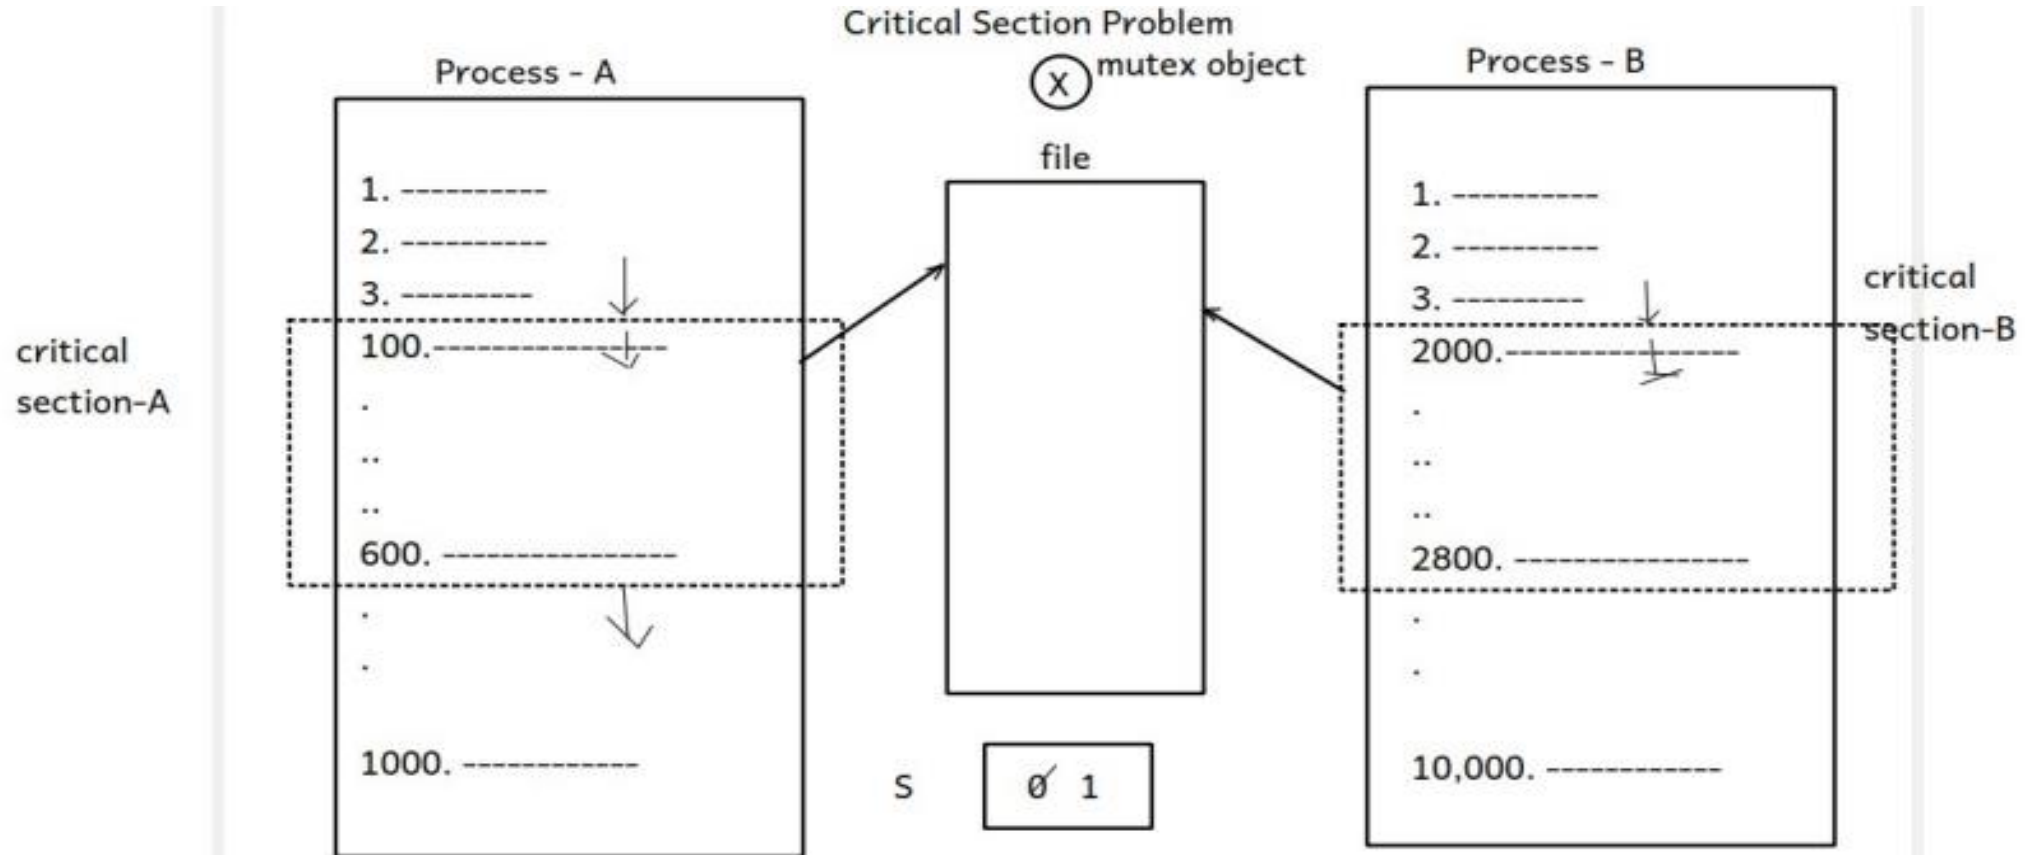 Critical Section Problem
mutex object
X
Process - A
Process - B
file
1. ----------
2. ----------
3. ---------
100.----------------
.
..
..
600. ----------------
.
.
1000. ------------
critical
section-A
1. ----------
2. ----------
3. ---------
2000.----------------
.
..
..
2800. ----------------
.
.
10,000. ------------
critical
section-B
S
0 1